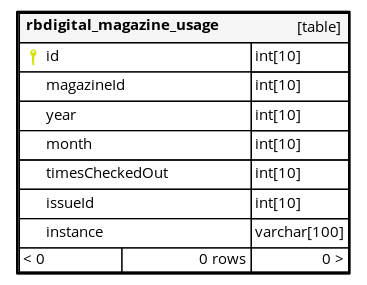 rbdigital_magazine_usage [table]
id int[10]
magazineId int[10]
year int[10]
month int[10]
timesCheckedOut int[10]
issueId int[10]
instance varchar[100]
< 0 0 rows 0 >